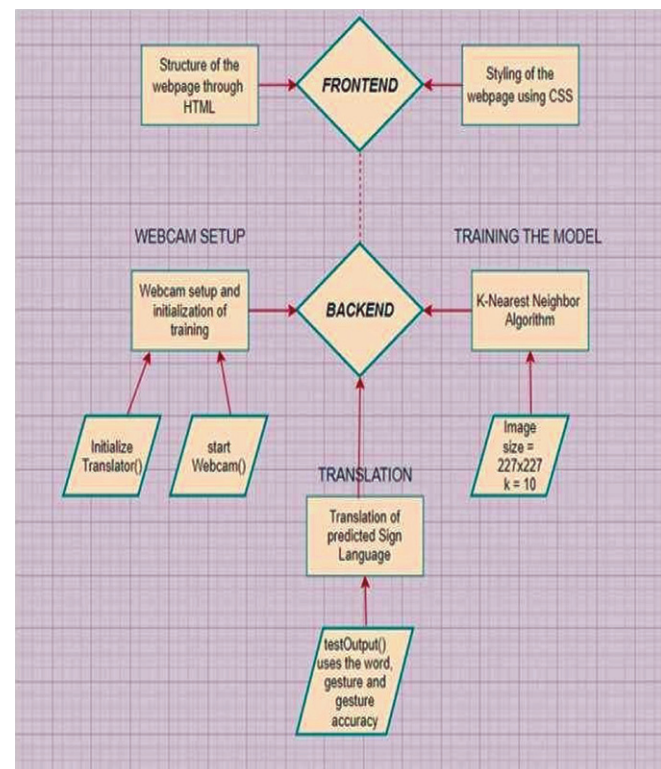 Structure of the
webpage through
HTML
FRONTEND
Styling of the
webpage using CSS
WEBCAM SETUP
TRAINING THE MODEL
Webcam setup and
initialization of
training
BACKEND
K-Nearest Neighbor
Algorithm
Initialize
Translator()
start
Webcam()
Image
size =
227x227
k = 10
TRANSLATION
Translation of
predicted Sign
Language
testOutput()
uses the word,
gesture and
gesture
accuracy